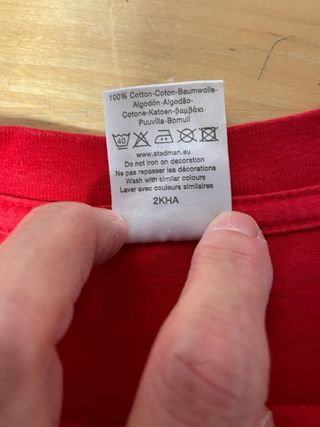 100% Cotton-Coton-Baumwolle-
Algodón-Algodão-
Cotone-Katoen-βαμβάκι-
Puuvilla-Bomull
40
www.stedman.eu
Do not iron on decoration
Ne pas repasser les décorations
Wash with similar colours
Laver avec couleurs similaires
2KHA